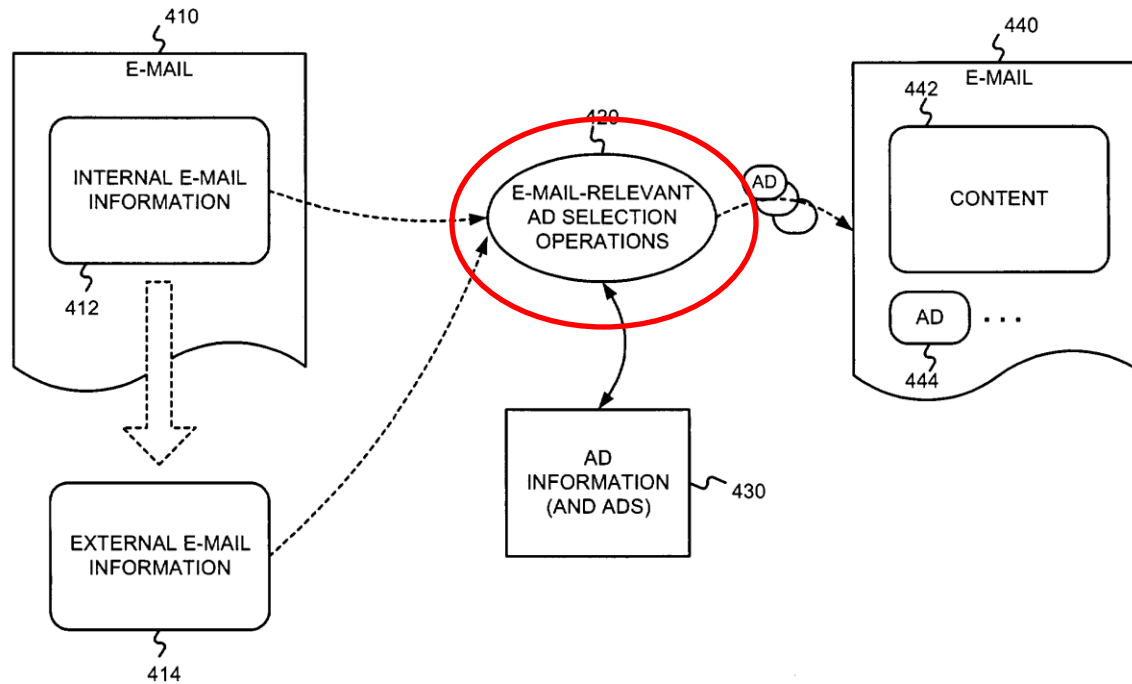 410
E-MAIL
INTERNAL E-MAIL
INFORMATION
412
EXTERNAL E-MAIL
INFORMATION
414
420
E-MAIL-RELEVANT
AD SELECTION
OPERATIONS
AD
AD
INFORMATION
(AND ADS)
430
440
E-MAIL
442
CONTENT
AD
. . .
444